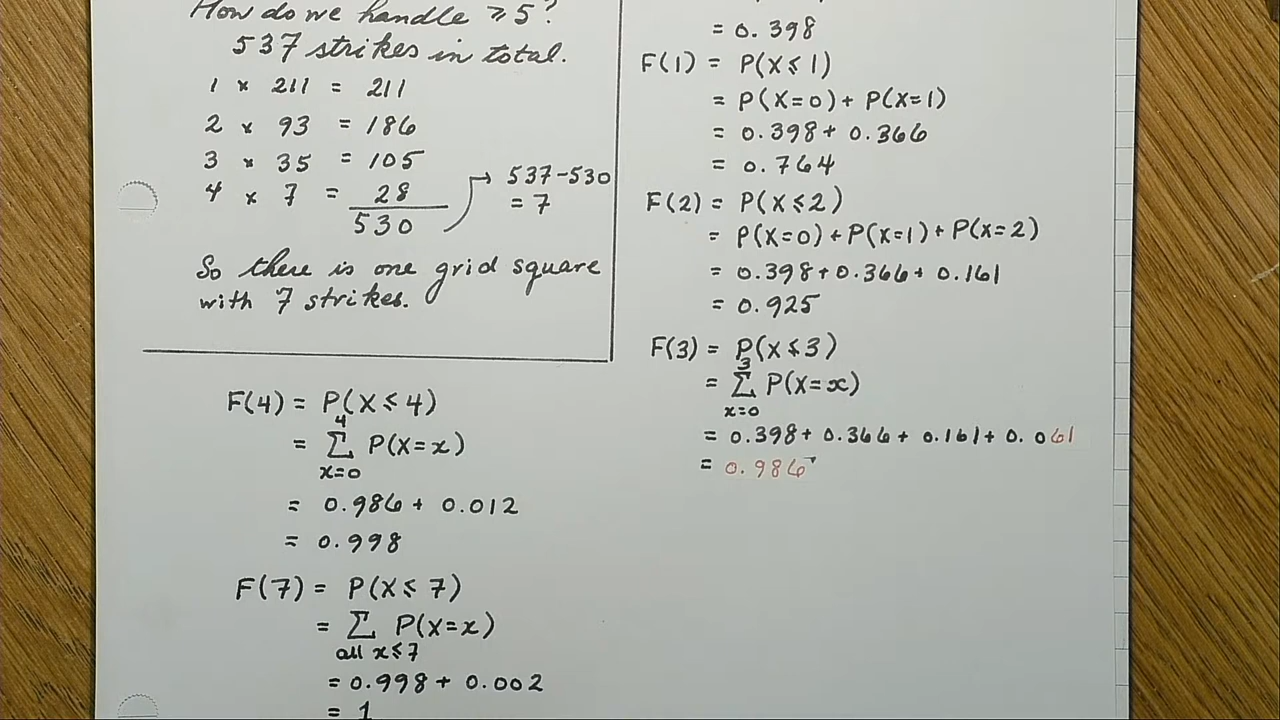 How do we handle ≥ 5?
537 strikes in total.
1 × 211 = 211
2 × 93 = 186
3 × 35 = 105
4 × 7 = 28
530
537-530
= 7
So there is one grid square
with 7 strikes.
F(4) = P(X ≤ 4)
= 4 Σ x=0 P(X=x)
= 0.986 + 0.012
= 0.998
F(7) = P(X ≤ 7)
= Σ P(X=x)
all x ≤ 7
= 0.998 + 0.002
= 1
= 0.398
F(1) = P(X ≤ 1)
= P(X=0) + P(X=1)
= 0.398 + 0.366
= 0.764
F(2) = P(X ≤ 2)
= P(X=0) + P(X=1) + P(X=2)
= 0.398 + 0.366 + 0.161
= 0.925
F(3) = P(X ≤ 3)
= 3 Σ x=0 P(X=x)
= 0.398 + 0.366 + 0.161 + 0.061
= 0.986